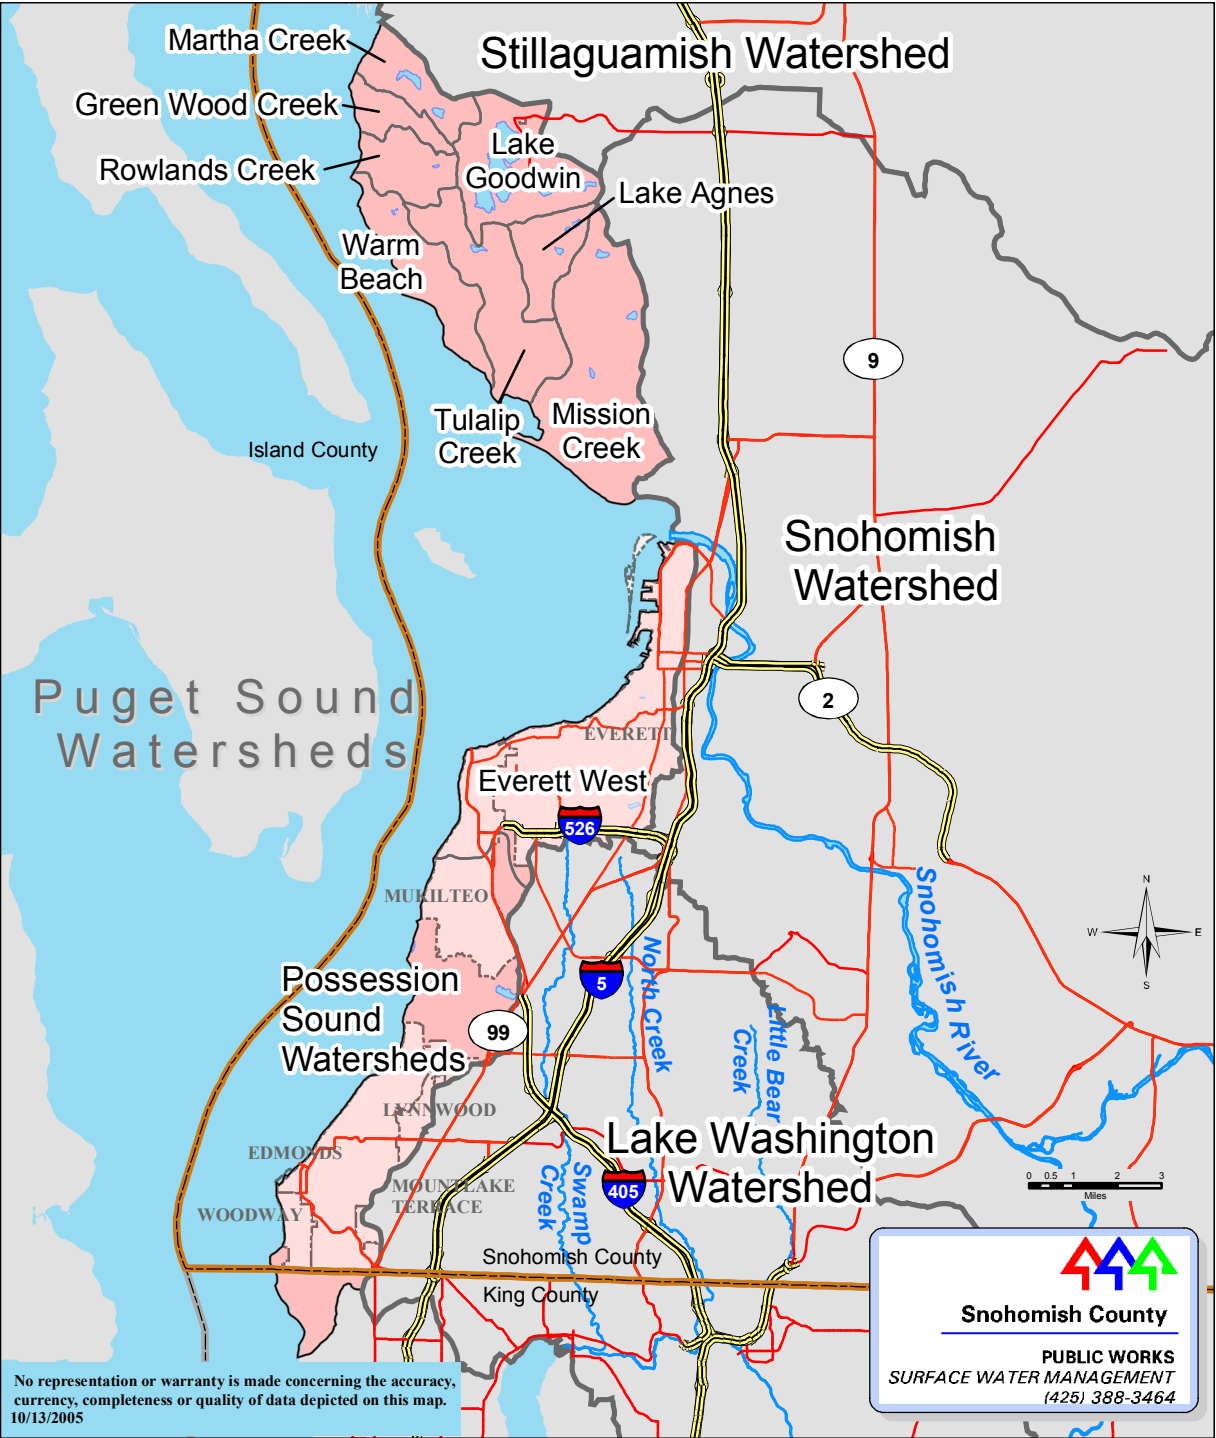 Martha Creek
Stillaguamish Watershed
Green Wood Creek
Rowlands Creek
Lake
Goodwin
Lake Agnes
Warm
Beach
9
Tulalip
Creek
Mission
Creek
Island County
Snohomish
Watershed
Puget Sound
Watersheds
2
EVERETT
Everett West
526
MUKILTEO
Snohomish River
N
W
E
S
North Creek
Possession
Sound
Watersheds
5
99
Little Bear
Creek
LYNNWOOD
Lake Washington
Watershed
EDMONDS
MOUNTLAKE
TERRACE
WOODWAY
Swamp
Creek
405
0 0.5 1 2 3
Miles
Snohomish County
King County
Snohomish County
PUBLIC WORKS
SURFACE WATER MANAGEMENT
(425) 388-3464
No representation or warranty is made concerning the accuracy,
currency, completeness or quality of data depicted on this map.
10/13/2005